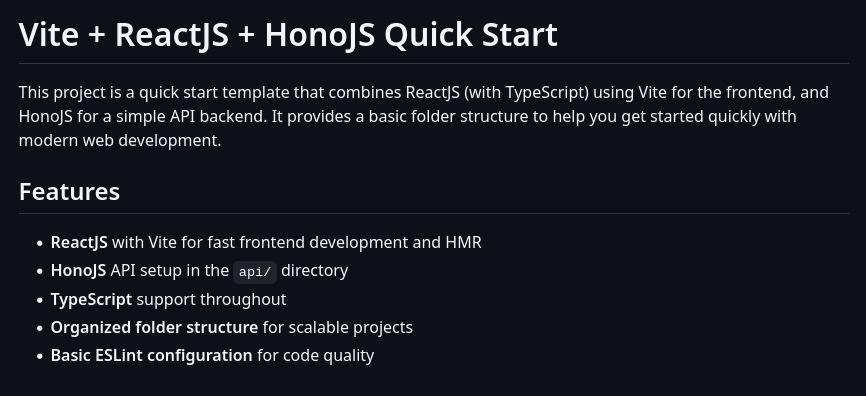 Vite + ReactJS + HonoJS Quick Start
This project is a quick start template that combines ReactJS (with TypeScript) using Vite for the frontend, and
HonoJS for a simple API backend. It provides a basic folder structure to help you get started quickly with
modern web development.
Features
• ReactJS with Vite for fast frontend development and HMR
• HonoJS API setup in the api/ directory
• TypeScript support throughout
• Organized folder structure for scalable projects
• Basic ESLint configuration for code quality